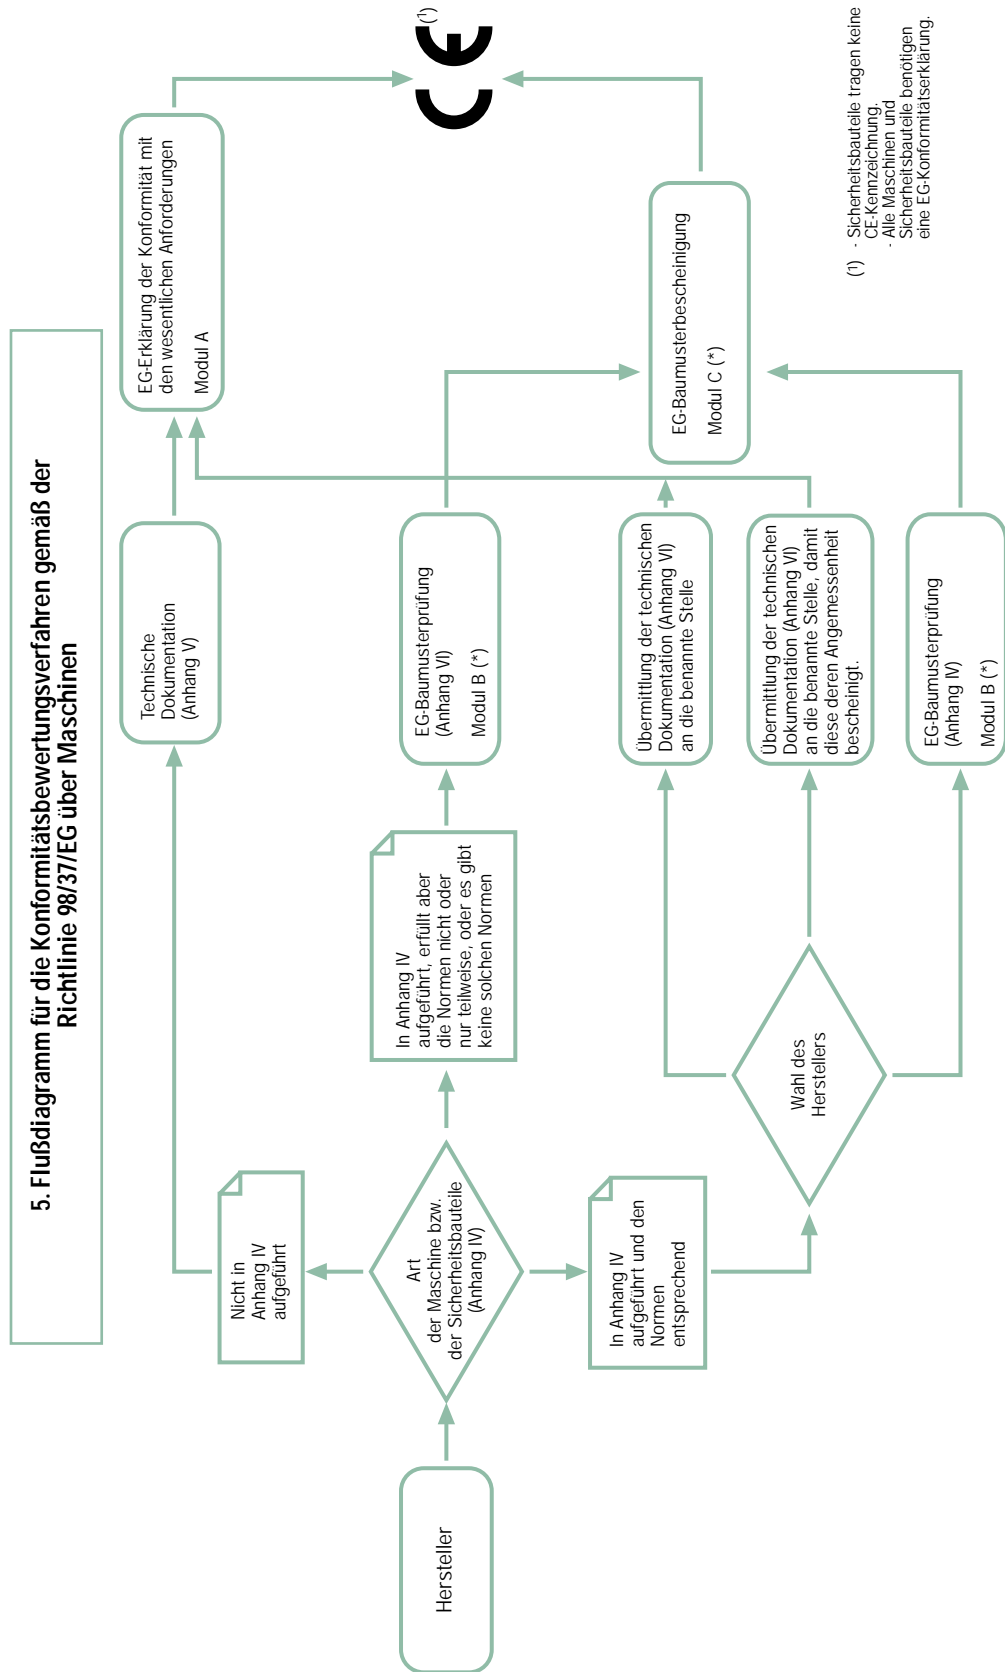 5. Flußdiagramm für die Konformitätsbewertungsverfahren gemäß der
Richtlinie 98/37/EG über Maschinen
Hersteller
Art
der Maschine bzw.
der Sicherheitsbauteile
(Anhang IV)
Nicht in
Anhang IV
aufgeführt
Technische
Dokumentation
(Anhang V)
EG-Erklärung der Konformität mit
den wesentlichen Anforderungen
Modul A
In Anhang IV
aufgeführt, erfüllt aber
die Normen nicht oder
nur teilweise, oder es gibt
keine solchen Normen
EG-Baumusterprüfung
(Anhang VI)
Modul B (*)
In Anhang IV
aufgeführt und den
Normen
entsprechend
Wahl des
Herstellers
Übermittlung der technischen
Dokumentation (Anhang VI)
an die benannte Stelle
Übermittlung der technischen
Dokumentation (Anhang VI)
an die benannte Stelle, damit
diese deren Angemessenheit
bescheinigt.
EG-Baumusterprüfung
(Anhang IV)
Modul B (*)
EG-Baumusterbescheinigung
Modul C (*)
CE (1)
(1) - Sicherheitsbauteile tragen keine
CE-Kennzeichnung.
- Alle Maschinen und
Sicherheitsbauteile benötigen
eine EG-Konformitätserklärung.